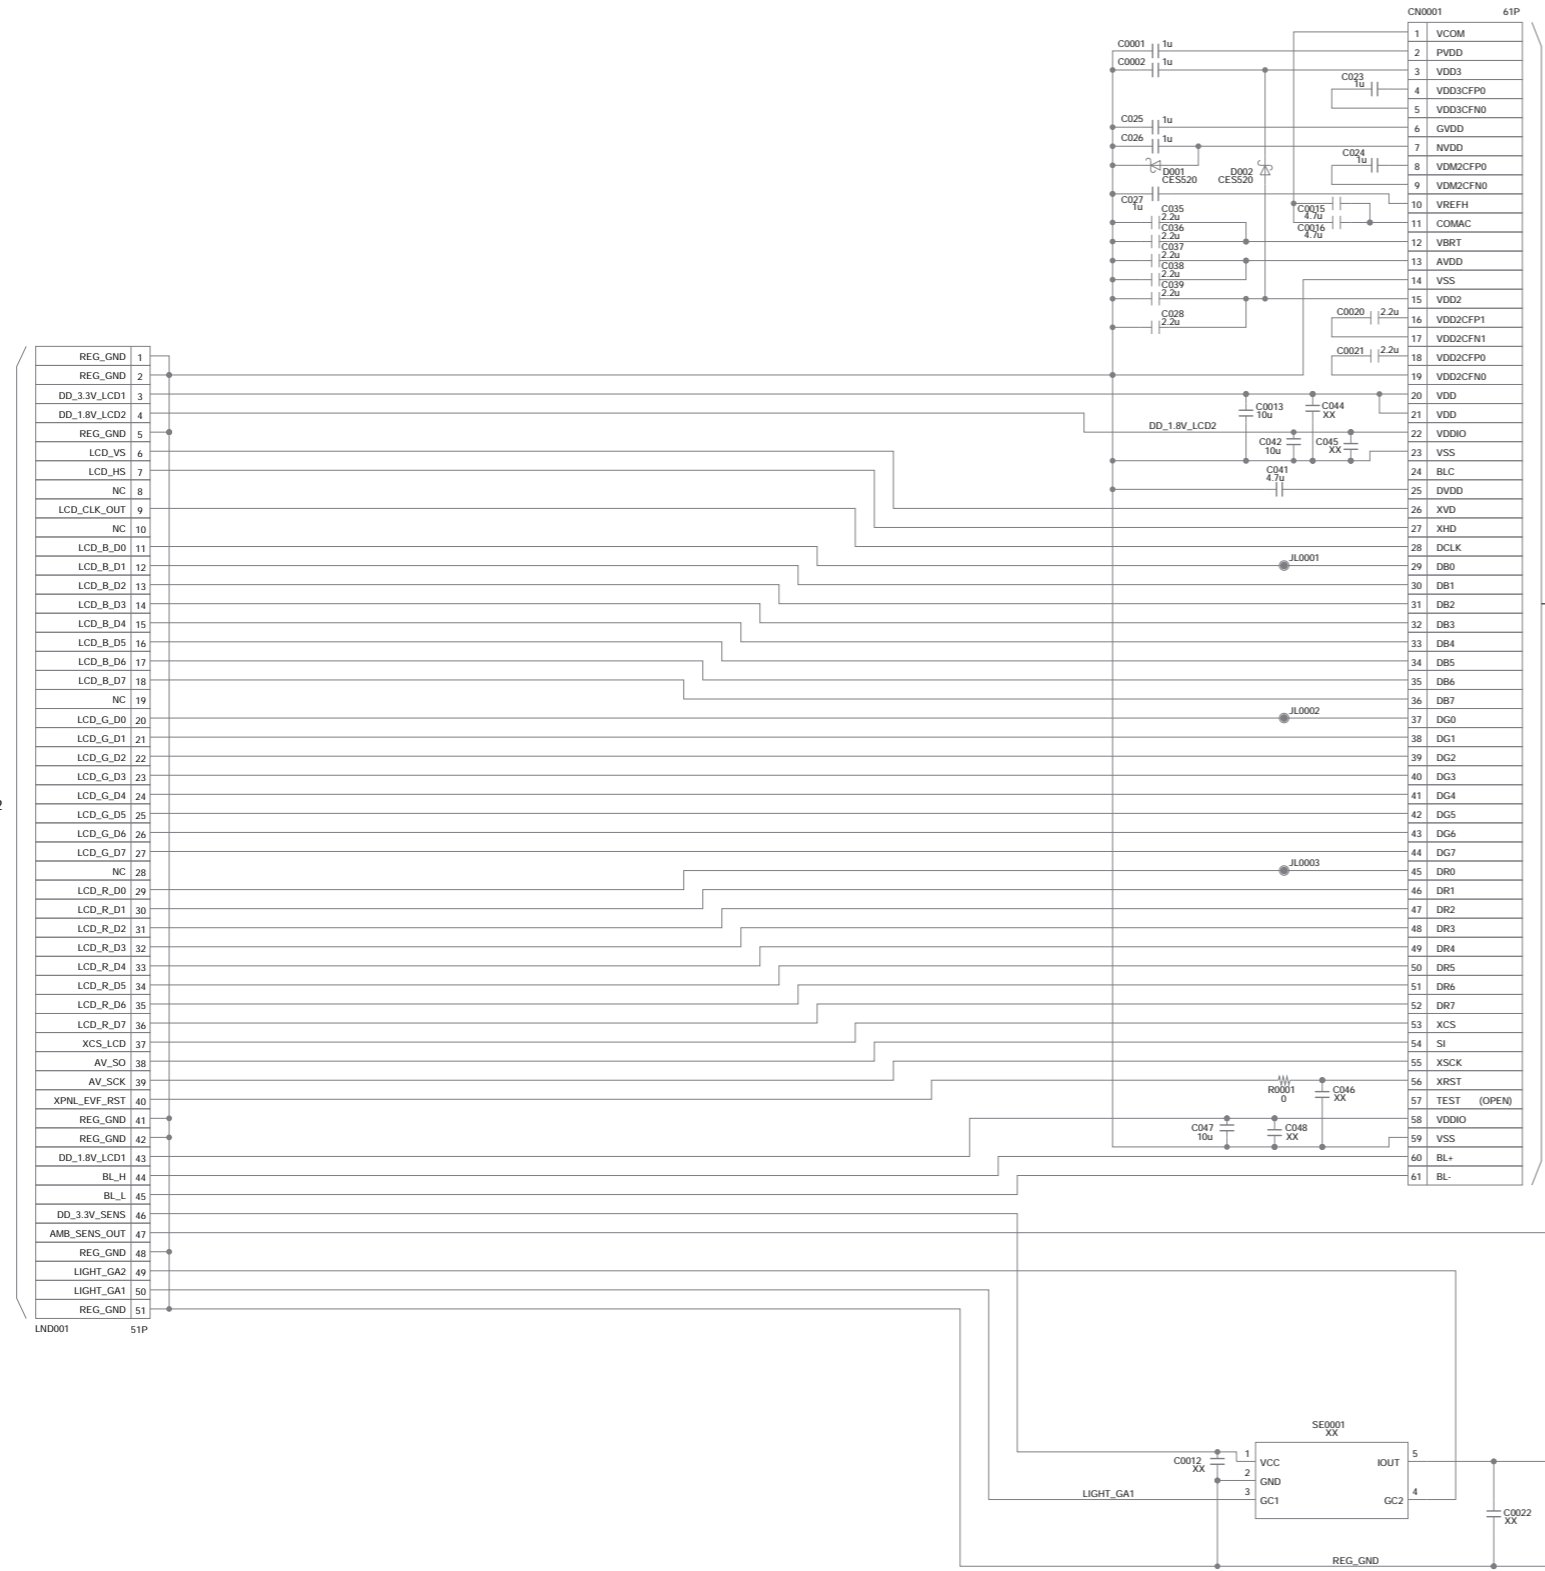 CN0001 61P
1 VCOM
2 PVDD
3 VDD3
4 VDD3CFP0
5 VDD3CFN0
6 GVDD
7 NVDD
8 VDM2CFP0
9 VDM2CFN0
10 VREFH
11 COMAC
12 VBRT
13 AVDD
14 VSS
15 VDD2
16 VDD2CFP1
17 VDD2CFN1
18 VDD2CFP0
19 VDD2CFN0
20 VDD
21 VDD
22 VDDIO
23 VSS
24 BLC
25 DVDD
26 XVD
27 XHD
28 DCLK
29 DB0
30 DB1
31 DB2
32 DB3
33 DB4
34 DB5
35 DB6
36 DB7
37 DG0
38 DG1
39 DG2
40 DG3
41 DG4
42 DG5
43 DG6
44 DG7
45 DR0
46 DR1
47 DR2
48 DR3
49 DR4
50 DR5
51 DR6
52 DR7
53 XCS
54 SI
55 XSCK
56 XRST
57 TEST (OPEN)
58 VDDIO
59 VSS
60 BL+
61 BL-
C0001 1u
C0002 1u
C023
1u
C025 1u
C026 1u
C024
1u
D001
CES520
D002
CES520
C027
1u
C0015
4.7u
C0016
4.7u
C035
2.2u
C036
2.2u
C037
2.2u
C038
2.2u
C039
2.2u
C028
2.2u
C0020 2.2u
C0021 2.2u
C0013
10u
C044
XX
DD_1.8V_LCD2
C042
10u
C045
XX
C041
4.7u
JL0001
JL0002
JL0003
R0001
0
C046
XX
C047
10u
C048
XX
REG_GND 1
REG_GND 2
DD_3.3V_LCD1 3
DD_1.8V_LCD2 4
REG_GND 5
LCD_VS 6
LCD_HS 7
NC 8
LCD_CLK_OUT 9
NC 10
LCD_B_D0 11
LCD_B_D1 12
LCD_B_D2 13
LCD_B_D3 14
LCD_B_D4 15
LCD_B_D5 16
LCD_B_D6 17
LCD_B_D7 18
NC 19
LCD_G_D0 20
LCD_G_D1 21
LCD_G_D2 22
LCD_G_D3 23
LCD_G_D4 24
LCD_G_D5 25
LCD_G_D6 26
LCD_G_D7 27
NC 28
LCD_R_D0 29
LCD_R_D1 30
LCD_R_D2 31
LCD_R_D3 32
LCD_R_D4 33
LCD_R_D5 34
LCD_R_D6 35
LCD_R_D7 36
XCS_LCD 37
AV_SO 38
AV_SCK 39
XPNL_EVF_RST 40
REG_GND 41
REG_GND 42
DD_1.8V_LCD1 43
BL_H 44
BL_L 45
DD_3.3V_SENS 46
AMB_SENS_OUT 47
REG_GND 48
LIGHT_GA2 49
LIGHT_GA1 50
REG_GND 51
LND001 51P
SE0001
XX
C0012
XX
1 VCC
2 GND
3 GC1
IOUT 5
GC2 4
LIGHT_GA1
C0022
XX
REG_GND